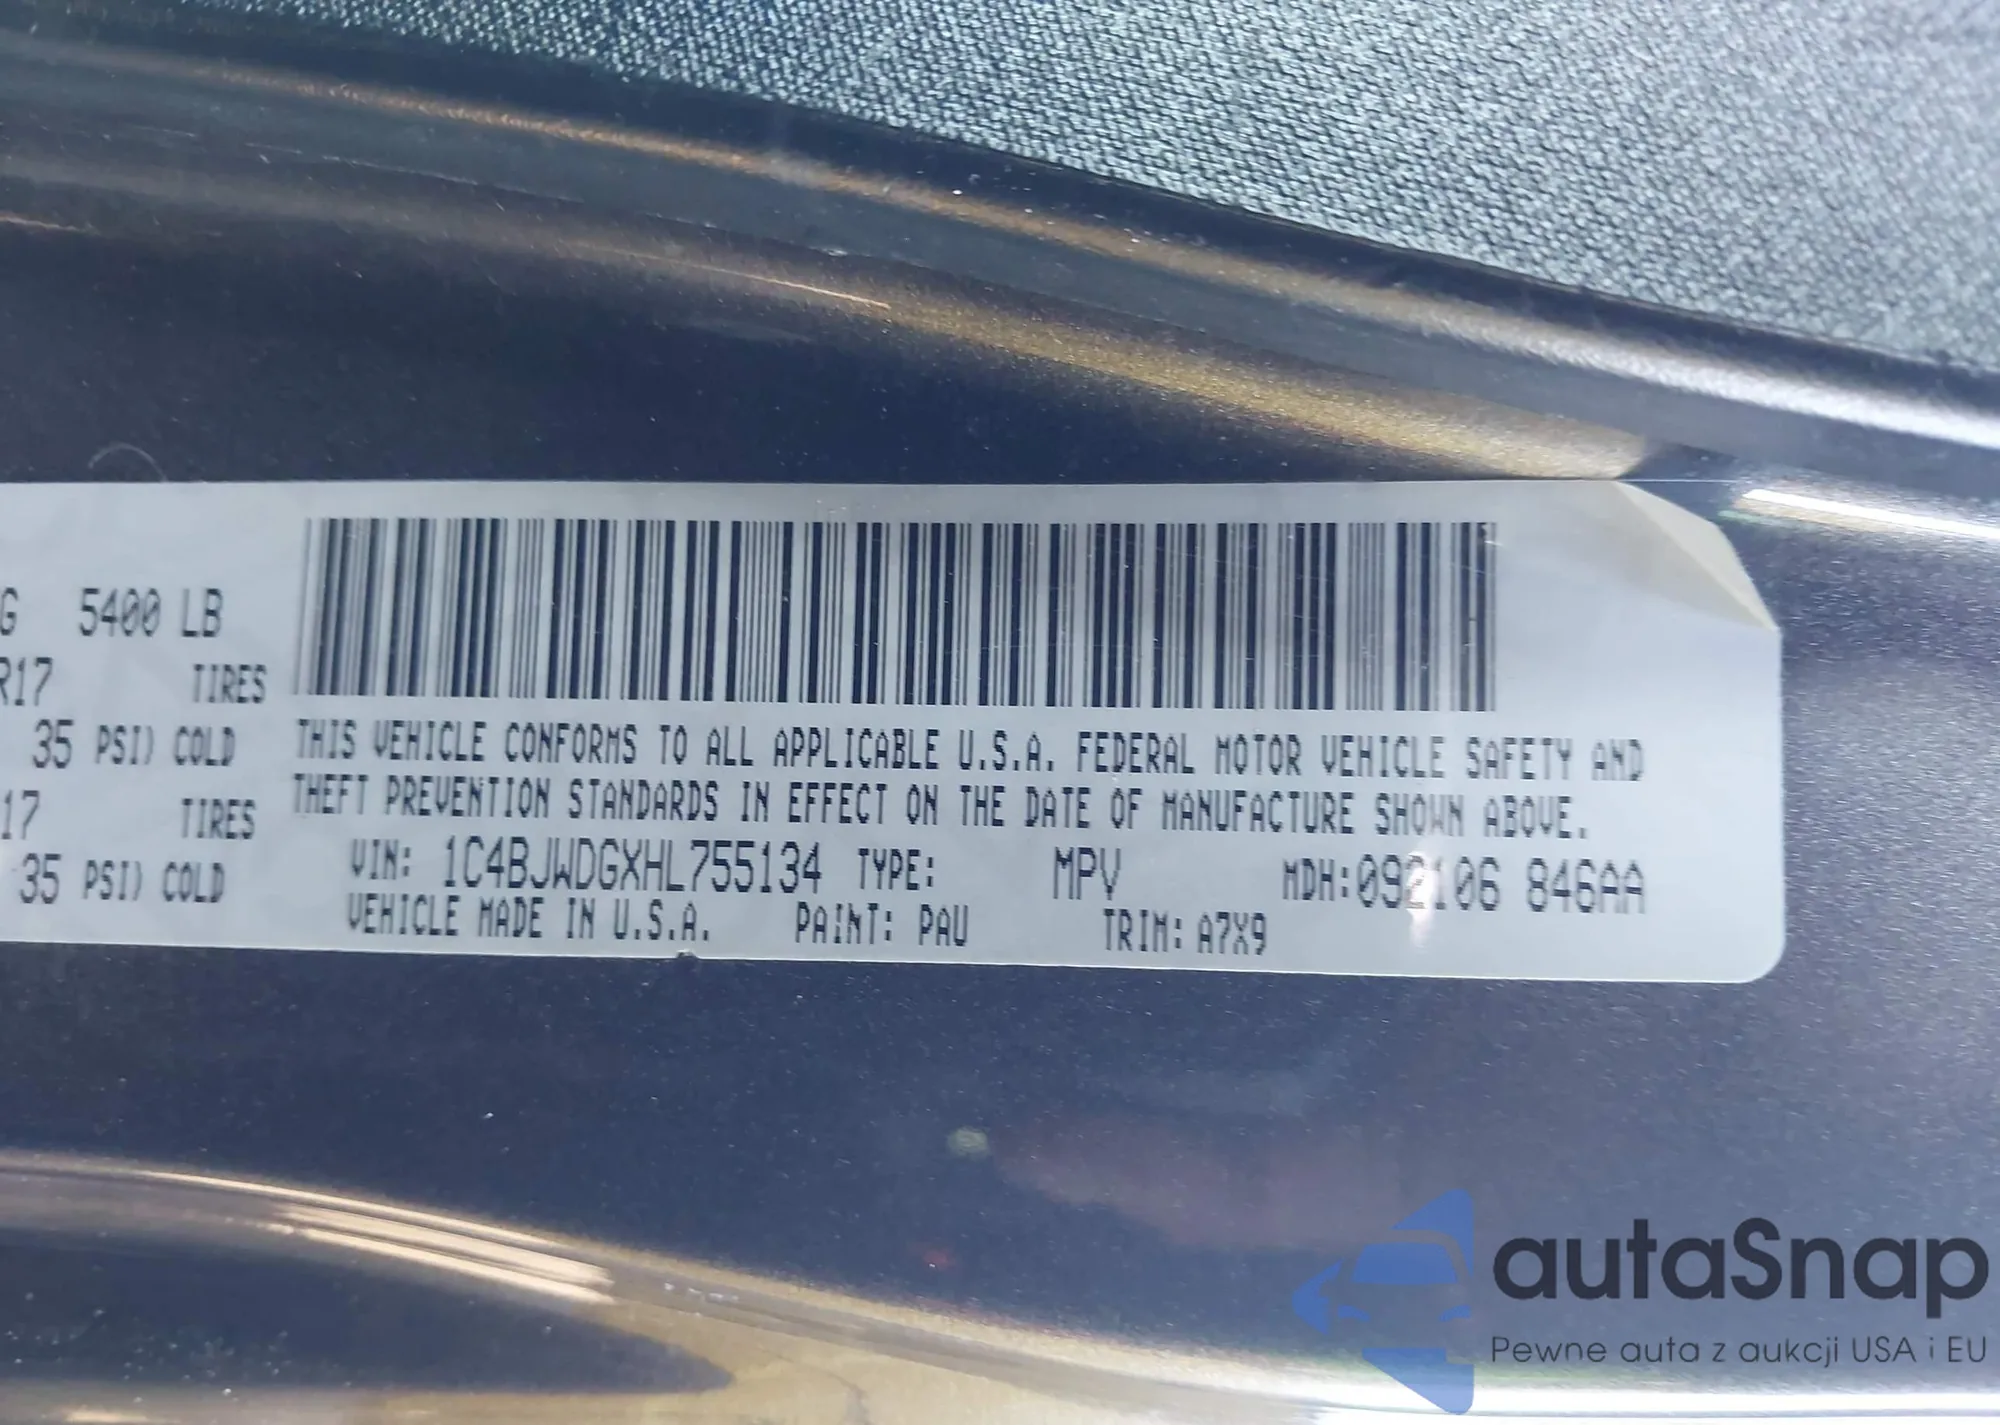 G 5400 LB
R17 TIRES
35 PSI) COLD
17 TIRES
35 PSI) COLD
THIS VEHICLE CONFORMS TO ALL APPLICABLE U.S.A. FEDERAL MOTOR VEHICLE SAFETY AND
THEFT PREVENTION STANDARDS IN EFFECT ON THE DATE OF MANUFACTURE SHOWN ABOVE.
VIN: 1C4BJWDGXHL755134 TYPE: MPV MDH:092106 846AA
VEHICLE MADE IN U.S.A. PAINT: PAU TRIM: A7X9
autaSnap
Pewne auta z aukcji USA i EU